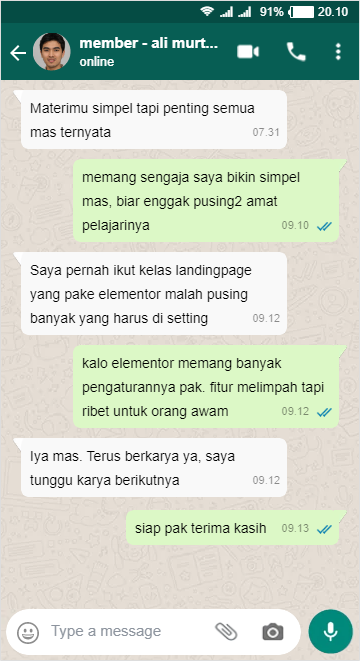 91% 20.10
member - ali murt...
online
Materimu simpel tapi penting semua
mas ternyata 07.31
memang sengaja saya bikin simpel
mas, biar enggak pusing2 amat
pelajarinya 09.10
Saya pernah ikut kelas landingpage
yang pake elementor malah pusing
banyak yang harus di setting 09.12
kalo elementor memang banyak
pengaturannya pak. fitur melimpah tapi
ribet untuk orang awam 09.12
Iya mas. Terus berkarya ya, saya
tunggu karya berikutnya 09.12
siap pak terima kasih 09.13
Type a message